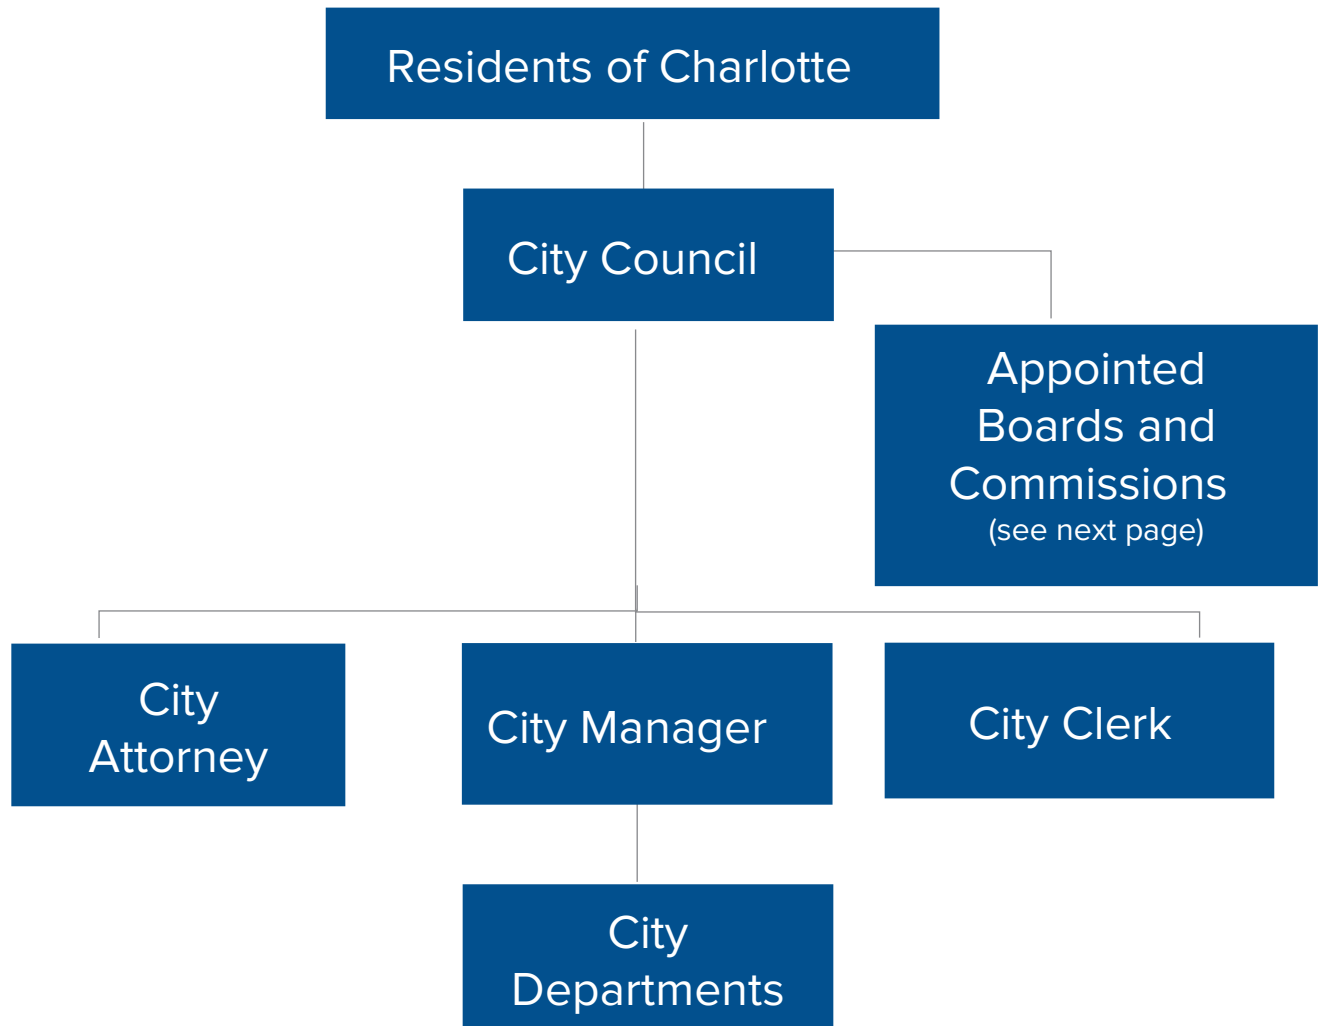 Residents of Charlotte
City Council
Appointed
Boards and
Commissions
(see next page)
City
Attorney
City Manager
City Clerk
City
Departments